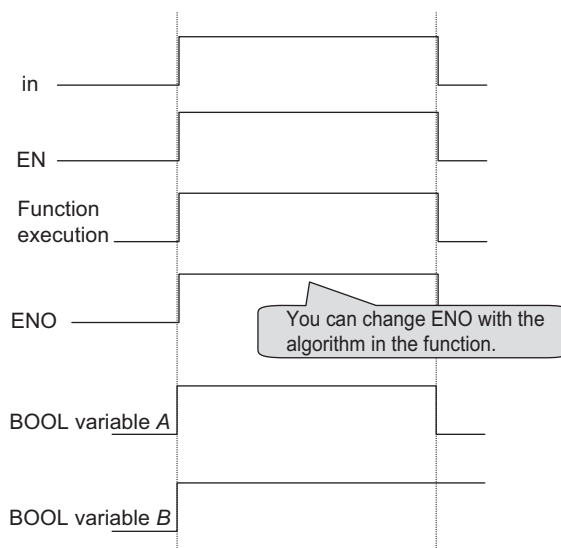 in
EN
Function
execution
ENO
You can change ENO with the
algorithm in the function.
BOOL variable A
BOOL variable B